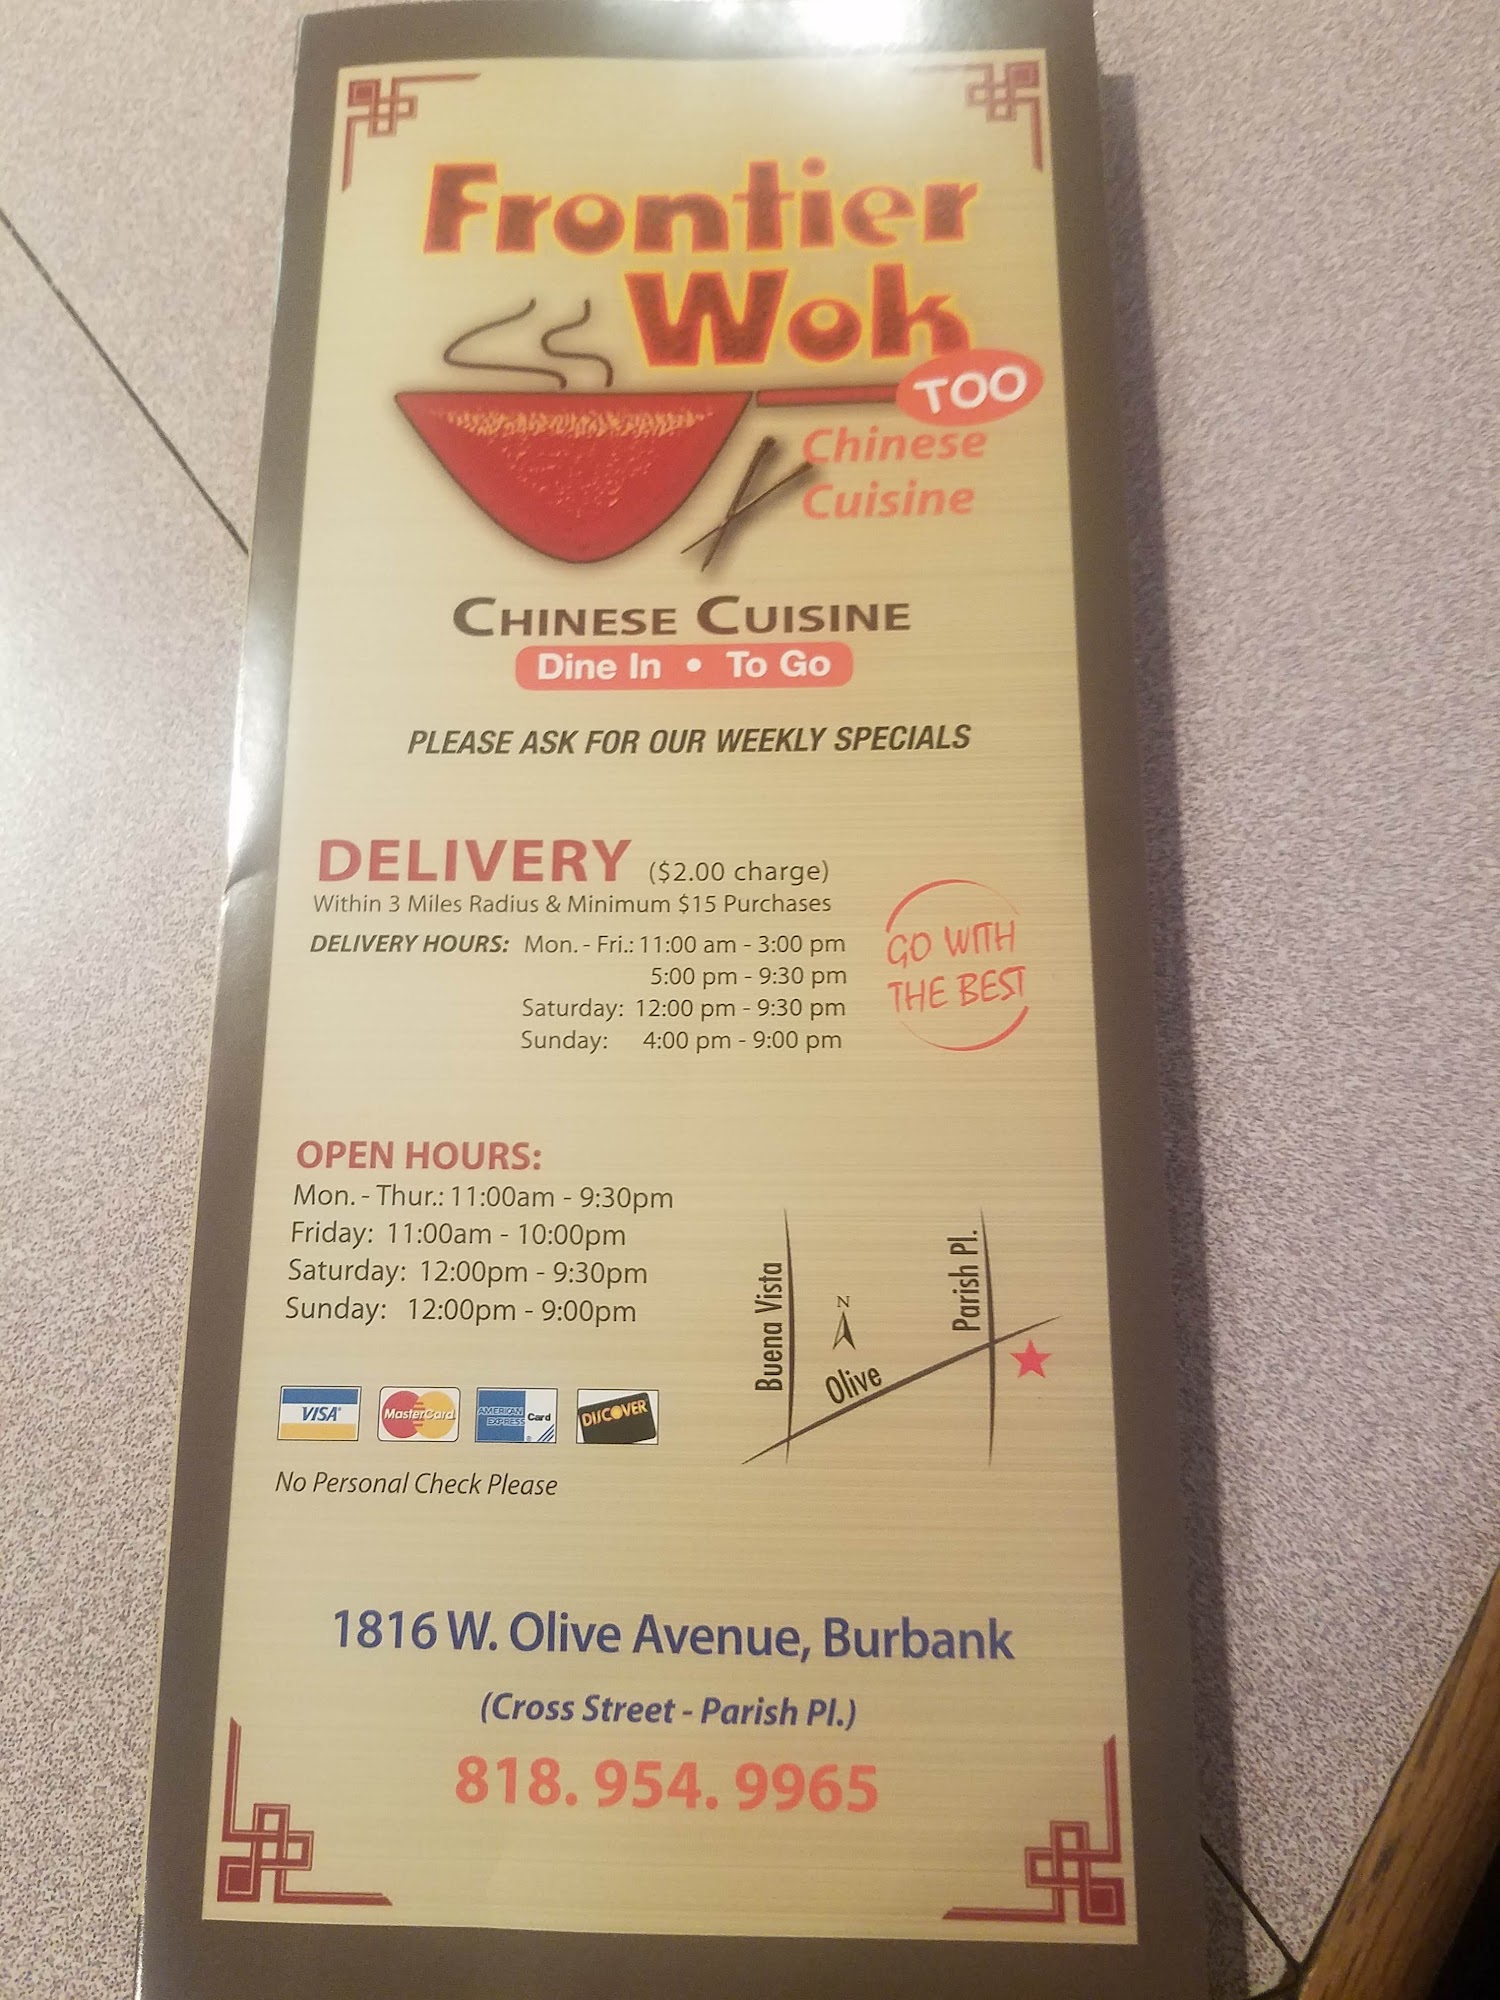 Frontier
Wok
TOO
Chinese
Cuisine
CHINESE CUISINE
Dine In • To Go
PLEASE ASK FOR OUR WEEKLY SPECIALS
DELIVERY ($2.00 charge)
Within 3 Miles Radius & Minimum $15 Purchases
DELIVERY HOURS: Mon. - Fri.: 11:00 am - 3:00 pm
5:00 pm - 9:30 pm
Saturday: 12:00 pm - 9:30 pm
Sunday: 4:00 pm - 9:00 pm
GO WITH
THE BEST
OPEN HOURS:
Mon. - Thur.: 11:00am - 9:30pm
Friday: 11:00am - 10:00pm
Saturday: 12:00pm - 9:30pm
Sunday: 12:00pm - 9:00pm
Buena Vista
N
Olive
Parish Pl.
VISA
MasterCard
AMERICAN
EXPRESS
Card
DISCOVER
No Personal Check Please
1816 W. Olive Avenue, Burbank
(Cross Street - Parish Pl.)
818. 954. 9965